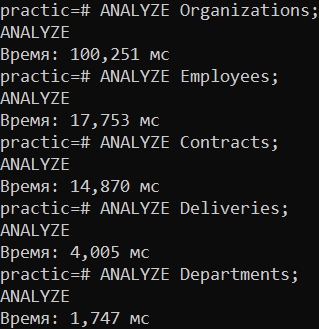 practic=# ANALYZE Organizations;
ANALYZE
Время: 100,251 мс
practic=# ANALYZE Employees;
ANALYZE
Время: 17,753 мс
practic=# ANALYZE Contracts;
ANALYZE
Время: 14,870 мс
practic=# ANALYZE Deliveries;
ANALYZE
Время: 4,005 мс
practic=# ANALYZE Departments;
ANALYZE
Время: 1,747 мс